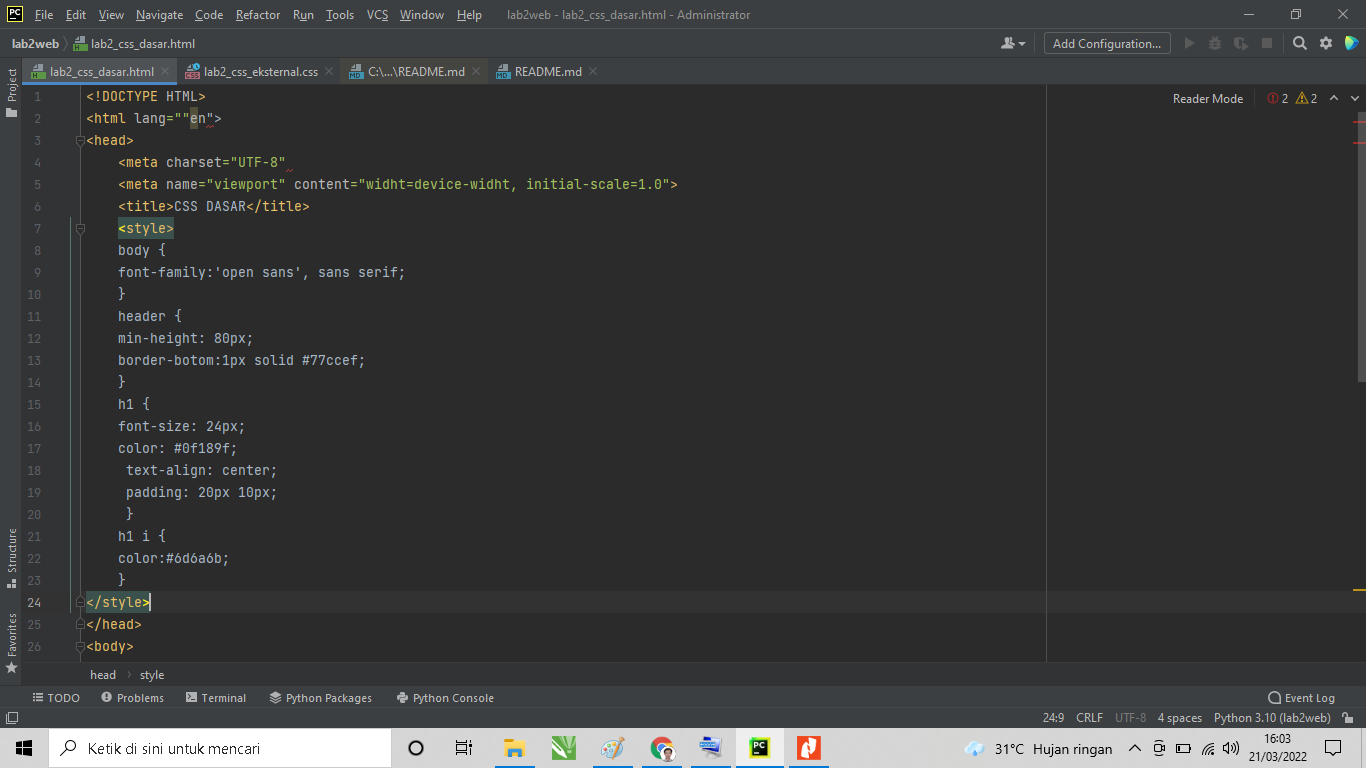 PC File Edit View Navigate Code Refactor Run Tools VCS Window Help lab2web - lab2_css_dasar.html - Administrator
lab2web lab2_css_dasar.html Add Configuration...
lab2_css_dasar.html lab2_css_eksternal.css C:\...\README.md README.md
Project
Reader Mode 2 2
1 <!DOCTYPE HTML>
2 <html lang=""en">
3 <head>
4 <meta charset="UTF-8"
5 <meta name="viewport" content="widht=device-widht, initial-scale=1.0">
6 <title>CSS DASAR</title>
7 <style>
8 body {
9 font-family:'open sans', sans serif;
10 }
11 header {
12 min-height: 80px;
13 border-botom:1px solid #77ccef;
14 }
15 h1 {
16 font-size: 24px;
17 color: #0f189f;
18 text-align: center;
19 padding: 20px 10px;
20 }
21 h1 i {
22 color:#6d6a6b;
23 }
24 </style>
25 </head>
26 <body>
Structure
Favorites
head style
TODO Problems Terminal Python Packages Python Console Event Log
24:9 CRLF UTF-8 4 spaces Python 3.10 (lab2web)
Ketik di sini untuk mencari PC 31°C Hujan ringan 16:03
21/03/2022